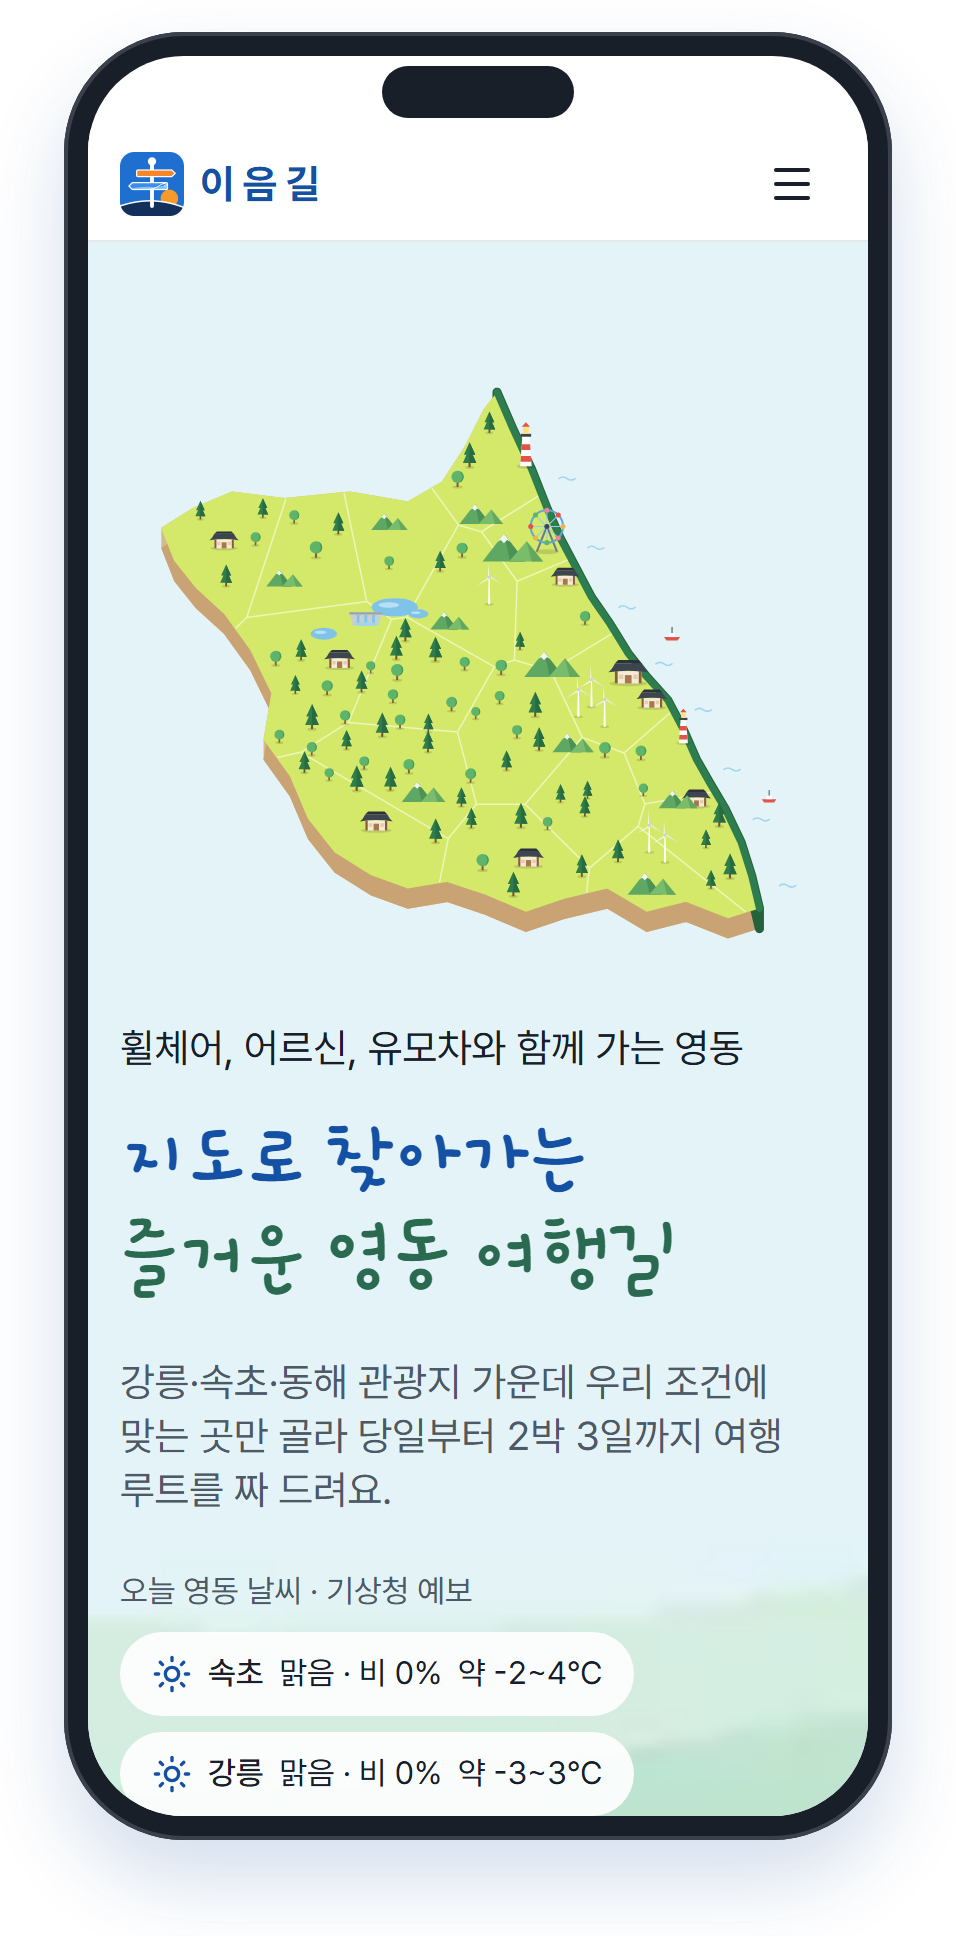 이음길
휠체어, 어르신, 유모차와 함께 가는 영동
지도로 찾아가는
즐거운 영동 여행길
강릉·속초·동해 관광지 가운데 우리 조건에
맞는 곳만 골라 당일부터 2박 3일까지 여행
루트를 짜 드려요.
오늘 영동 날씨 · 기상청 예보
속초 맑음 · 비 0% 약 -2~4°C
강릉 맑음 · 비 0% 약 -3~3°C